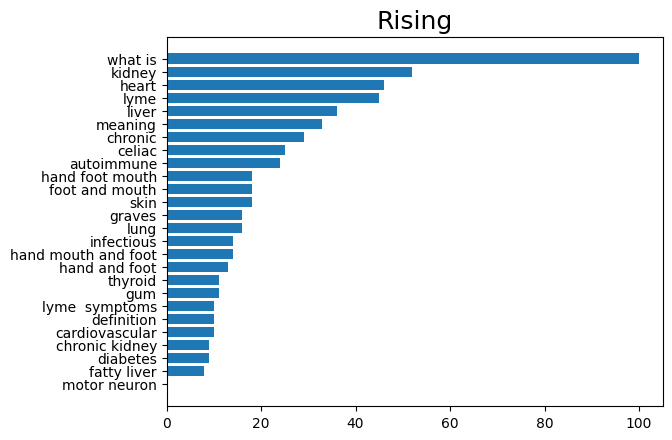 Rising
what is
kidney
heart
lyme
liver
meaning
chronic
celiac
autoimmune
hand foot mouth
foot and mouth
skin
graves
lung
infectious
hand mouth and foot
hand and foot
thyroid
gum
lyme  symptoms
definition
cardiovascular
chronic kidney
diabetes
fatty liver
motor neuron
0 20 40 60 80 100